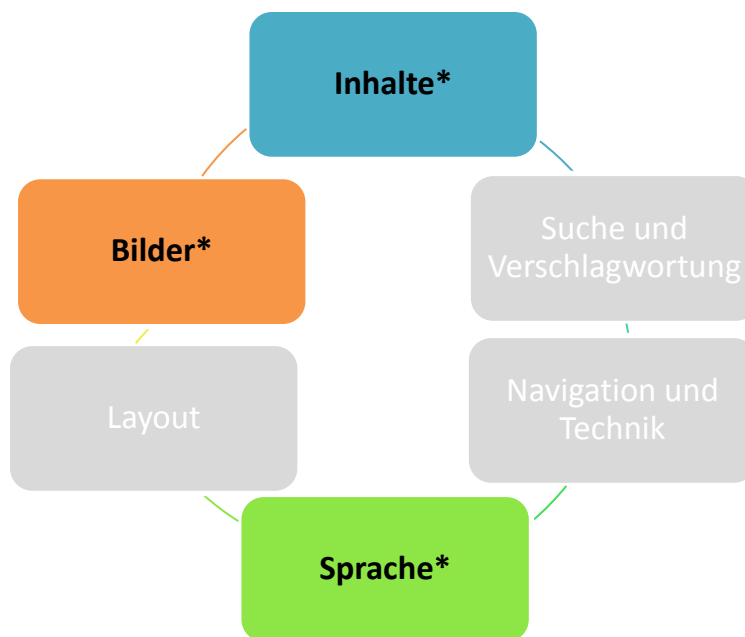 Inhalte*
Bilder*
Suche und
Verschlagwortung
Layout
Navigation und
Technik
Sprache*